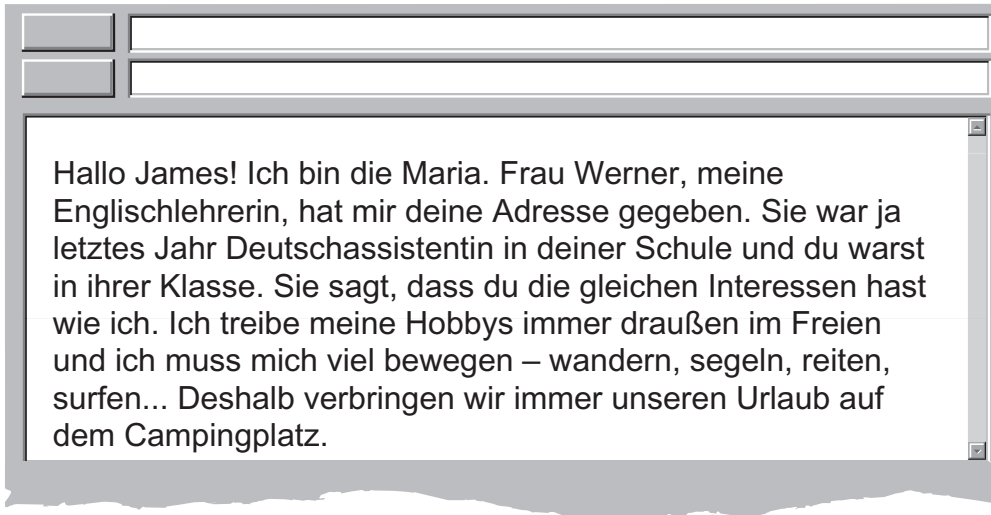 Hallo James! Ich bin die Maria. Frau Werner, meine
Englischlehrerin, hat mir deine Adresse gegeben. Sie war ja
letztes Jahr Deutschassistentin in deiner Schule und du warst
in ihrer Klasse. Sie sagt, dass du die gleichen Interessen hast
wie ich. Ich treibe meine Hobbys immer draußen im Freien
und ich muss mich viel bewegen – wandern, segeln, reiten,
surfen... Deshalb verbringen wir immer unseren Urlaub auf
dem Campingplatz.